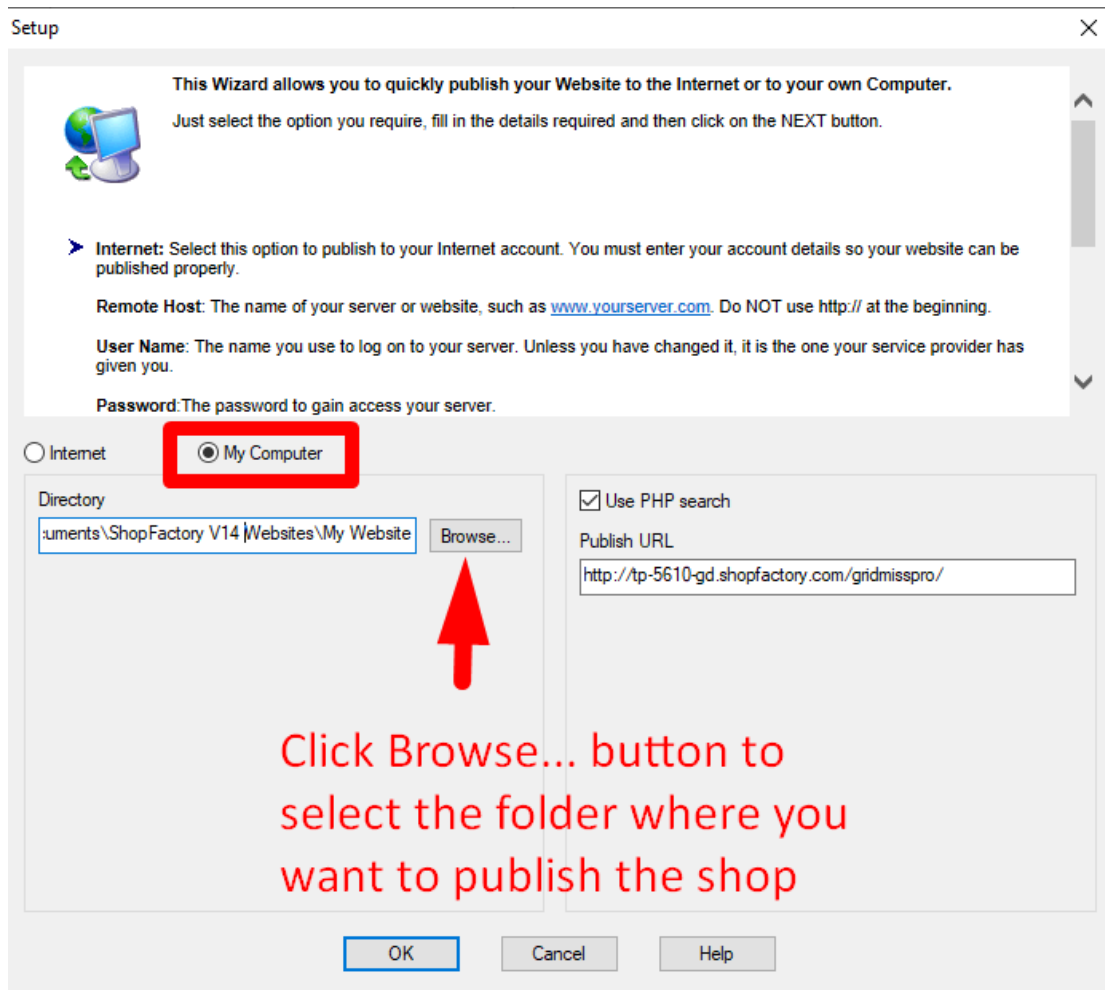 Setup
This Wizard allows you to quickly publish your Website to the Internet or to your own Computer.
Just select the option you require, fill in the details required and then click on the NEXT button.
Internet: Select this option to publish to your Internet account. You must enter your account details so your website can be
published properly.
Remote Host: The name of your server or website, such as www.yourserver.com. Do NOT use http:// at the beginning.
User Name: The name you use to log on to your server. Unless you have changed it, it is the one your service provider has
given you.
Password:The password to gain access your server.
Internet My Computer
Directory
Use PHP search
:uments\ShopFactory V14 Websites\My Website Browse...
Publish URL
http://tp-5610-gd.shopfactory.com/gridmisspro/
Click Browse... button to
select the folder where you
want to publish the shop
OK Cancel Help